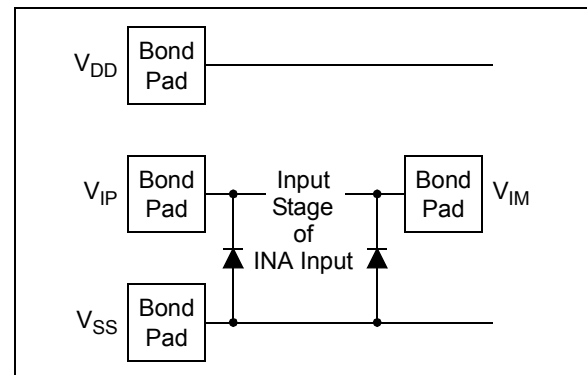 V_DD Bond
Pad
V_IP Bond
Pad
Input
Stage
of
INA Input
Bond
Pad V_IM
V_SS Bond
Pad